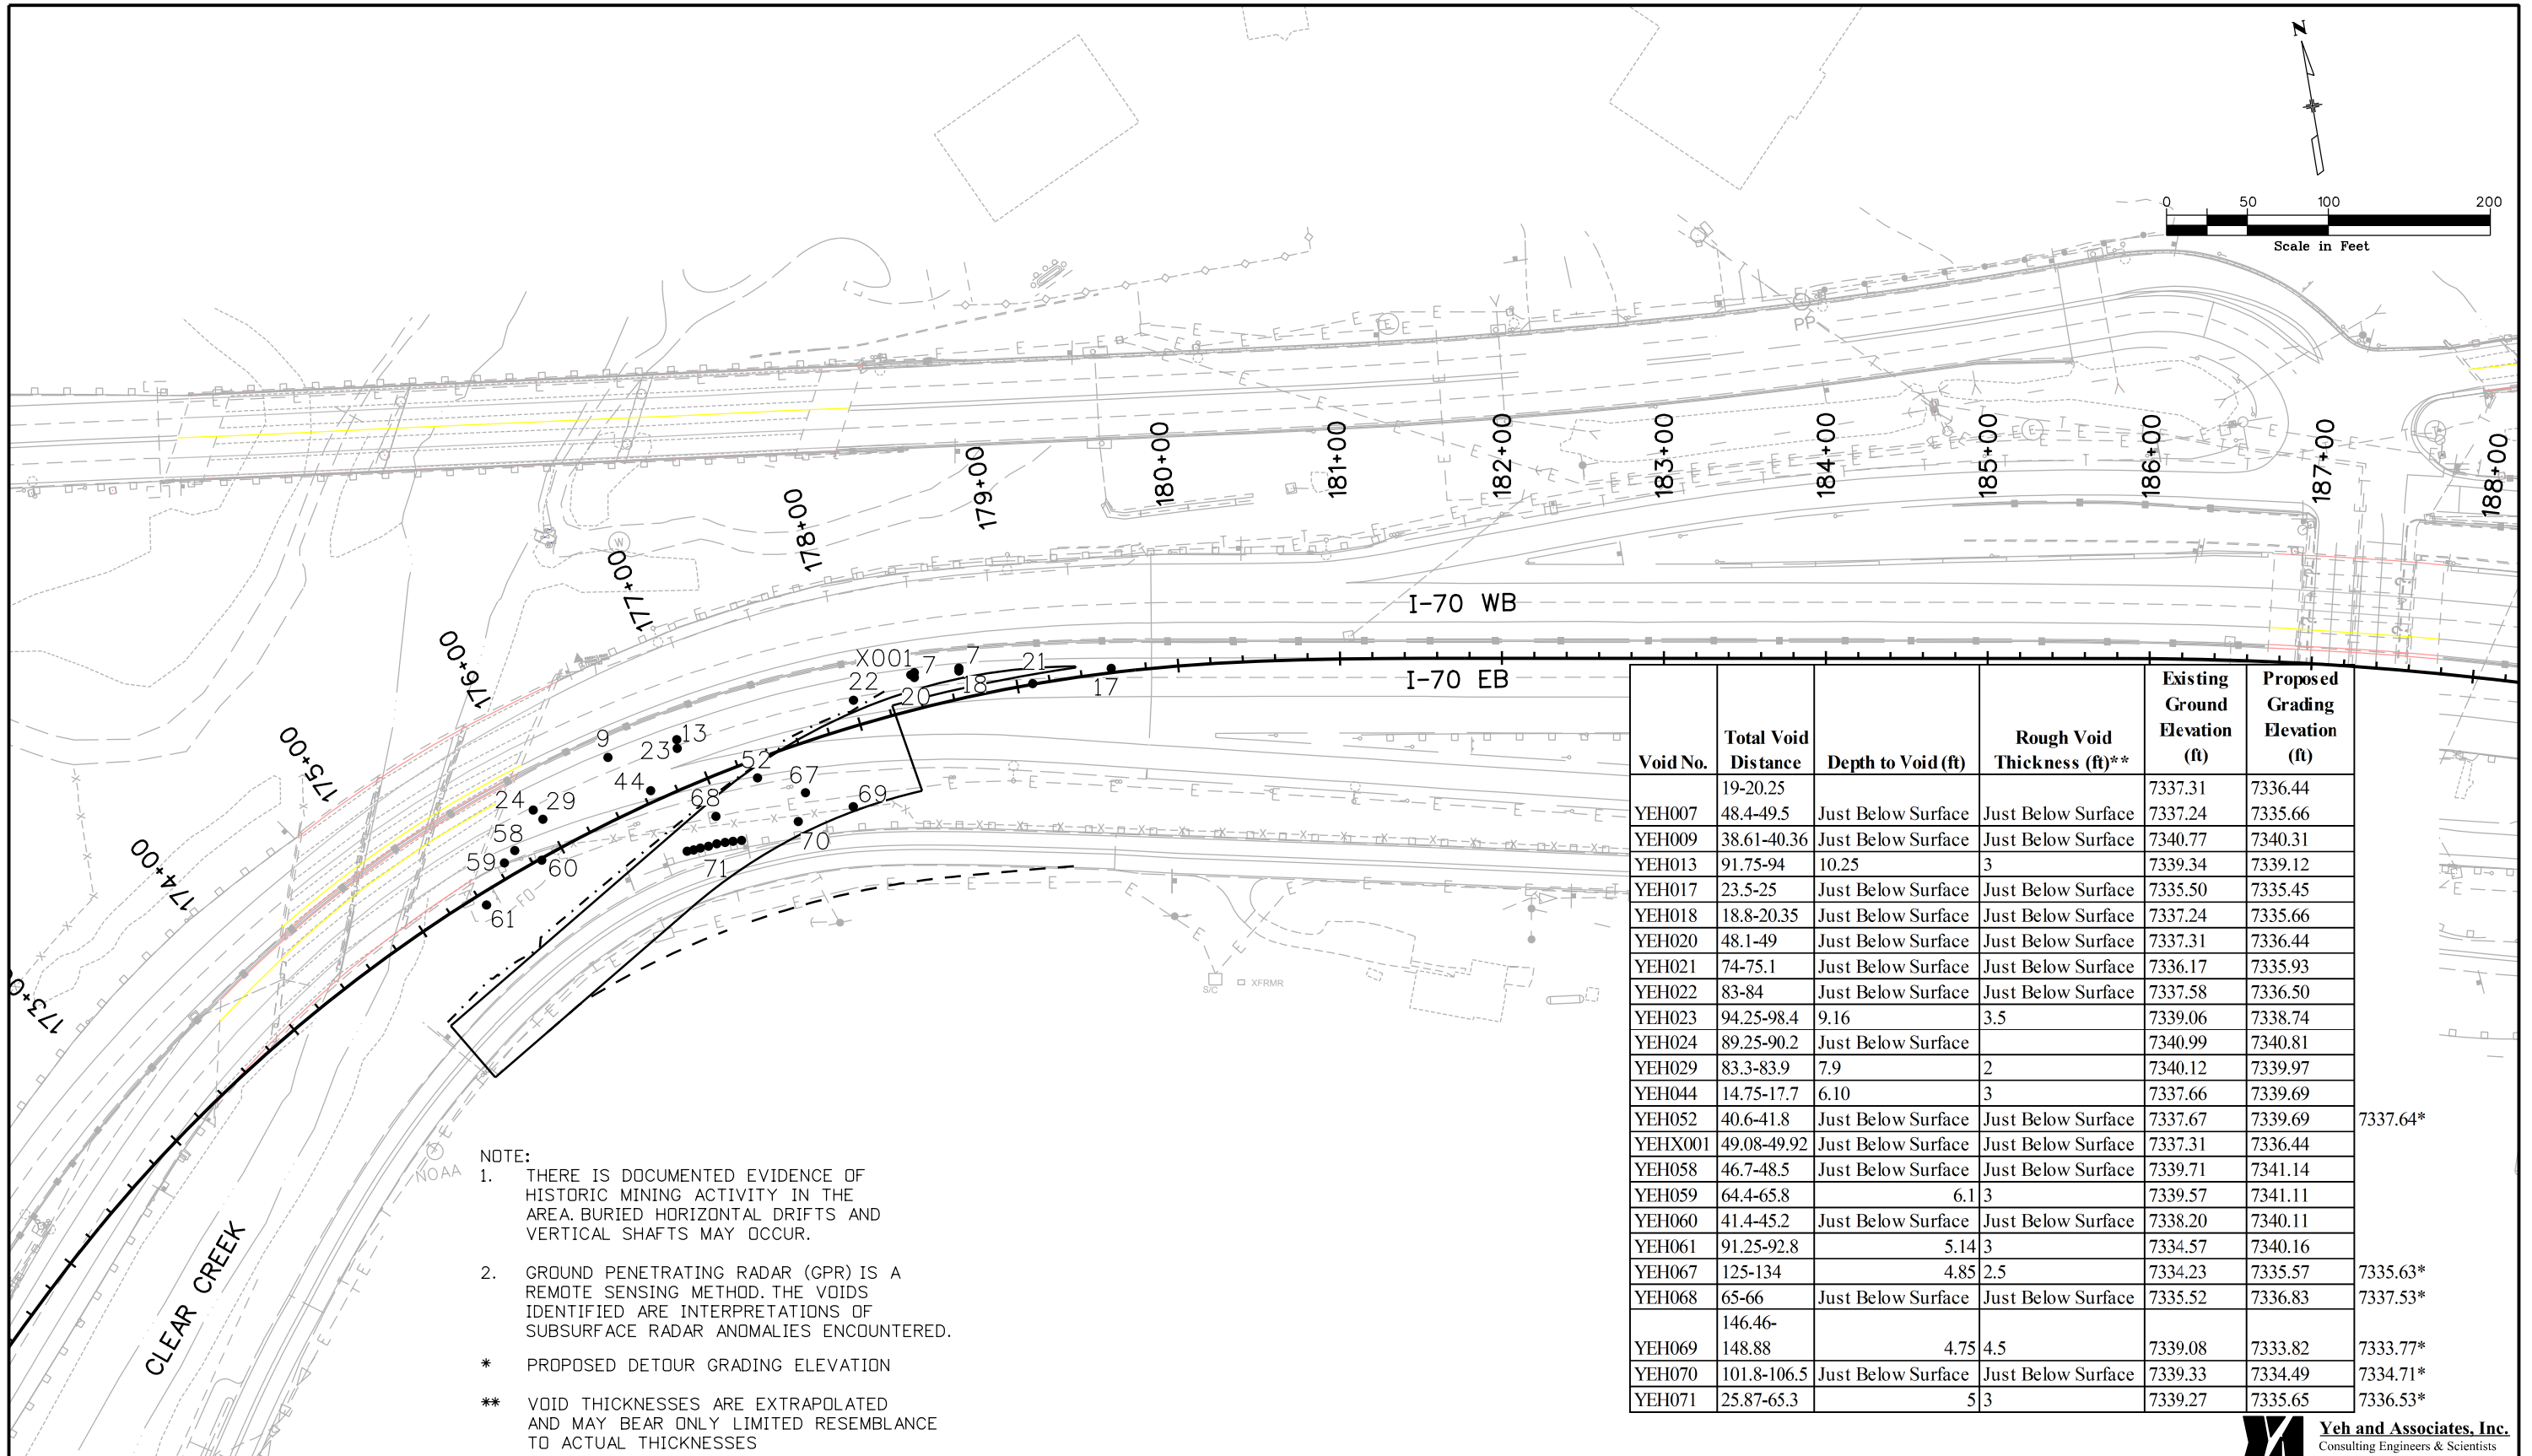 N
0 50 100 200
Scale in Feet
PP
W
173+00
174+00
175+00
176+00
177+00
178+00
179+00
180+00
181+00
182+00
183+00
184+00
185+00
186+00
187+00
188+00
I-70 WB
I-70 EB
X001 7 7 21
22 20 18 17
9 13
23
44 52 67
68 69
24 29
58 70
59 60 71
61
FO
S/C XFRMR
NOAA
CLEAR CREEK
NOTE:
1. THERE IS DOCUMENTED EVIDENCE OF
HISTORIC MINING ACTIVITY IN THE
AREA. BURIED HORIZONTAL DRIFTS AND
VERTICAL SHAFTS MAY OCCUR.
2. GROUND PENETRATING RADAR (GPR) IS A
REMOTE SENSING METHOD. THE VOIDS
IDENTIFIED ARE INTERPRETATIONS OF
SUBSURFACE RADAR ANOMALIES ENCOUNTERED.
* PROPOSED DETOUR GRADING ELEVATION
** VOID THICKNESSES ARE EXTRAPOLATED
AND MAY BEAR ONLY LIMITED RESEMBLANCE
TO ACTUAL THICKNESSES
Void No. Total Void Distance Depth to Void (ft) Rough Void Thickness (ft)** Existing Ground Elevation (ft) Proposed Grading Elevation (ft)
19-20.25 7337.31 7336.44
YEH007 48.4-49.5 Just Below Surface Just Below Surface 7337.24 7335.66
YEH009 38.61-40.36 Just Below Surface Just Below Surface 7340.77 7340.31
YEH013 91.75-94 10.25 3 7339.34 7339.12
YEH017 23.5-25 Just Below Surface Just Below Surface 7335.50 7335.45
YEH018 18.8-20.35 Just Below Surface Just Below Surface 7337.24 7335.66
YEH020 48.1-49 Just Below Surface Just Below Surface 7337.31 7336.44
YEH021 74-75.1 Just Below Surface Just Below Surface 7336.17 7335.93
YEH022 83-84 Just Below Surface Just Below Surface 7337.58 7336.50
YEH023 94.25-98.4 9.16 3.5 7339.06 7338.74
YEH024 89.25-90.2 Just Below Surface 7340.99 7340.81
YEH029 83.3-83.9 7.9 2 7340.12 7339.97
YEH044 14.75-17.7 6.10 3 7337.66 7339.69
YEH052 40.6-41.8 Just Below Surface Just Below Surface 7337.67 7339.69 7337.64*
YEHX001 49.08-49.92 Just Below Surface Just Below Surface 7337.31 7336.44
YEH058 46.7-48.5 Just Below Surface Just Below Surface 7339.71 7341.14
YEH059 64.4-65.8 6.1 3 7339.57 7341.11
YEH060 41.4-45.2 Just Below Surface Just Below Surface 7338.20 7340.11
YEH061 91.25-92.8 5.14 3 7334.57 7340.16
YEH067 125-134 4.85 2.5 7334.23 7335.57 7335.63*
YEH068 65-66 Just Below Surface Just Below Surface 7335.52 7336.83 7337.53*
146.46-
YEH069 148.88 4.75 4.5 7339.08 7333.82 7333.77*
YEH070 101.8-106.5 Just Below Surface Just Below Surface 7339.33 7334.49 7334.71*
YEH071 25.87-65.3 5 3 7339.27 7335.65 7336.53*
Yeh and Associates, Inc.
Consulting Engineers & Scientists